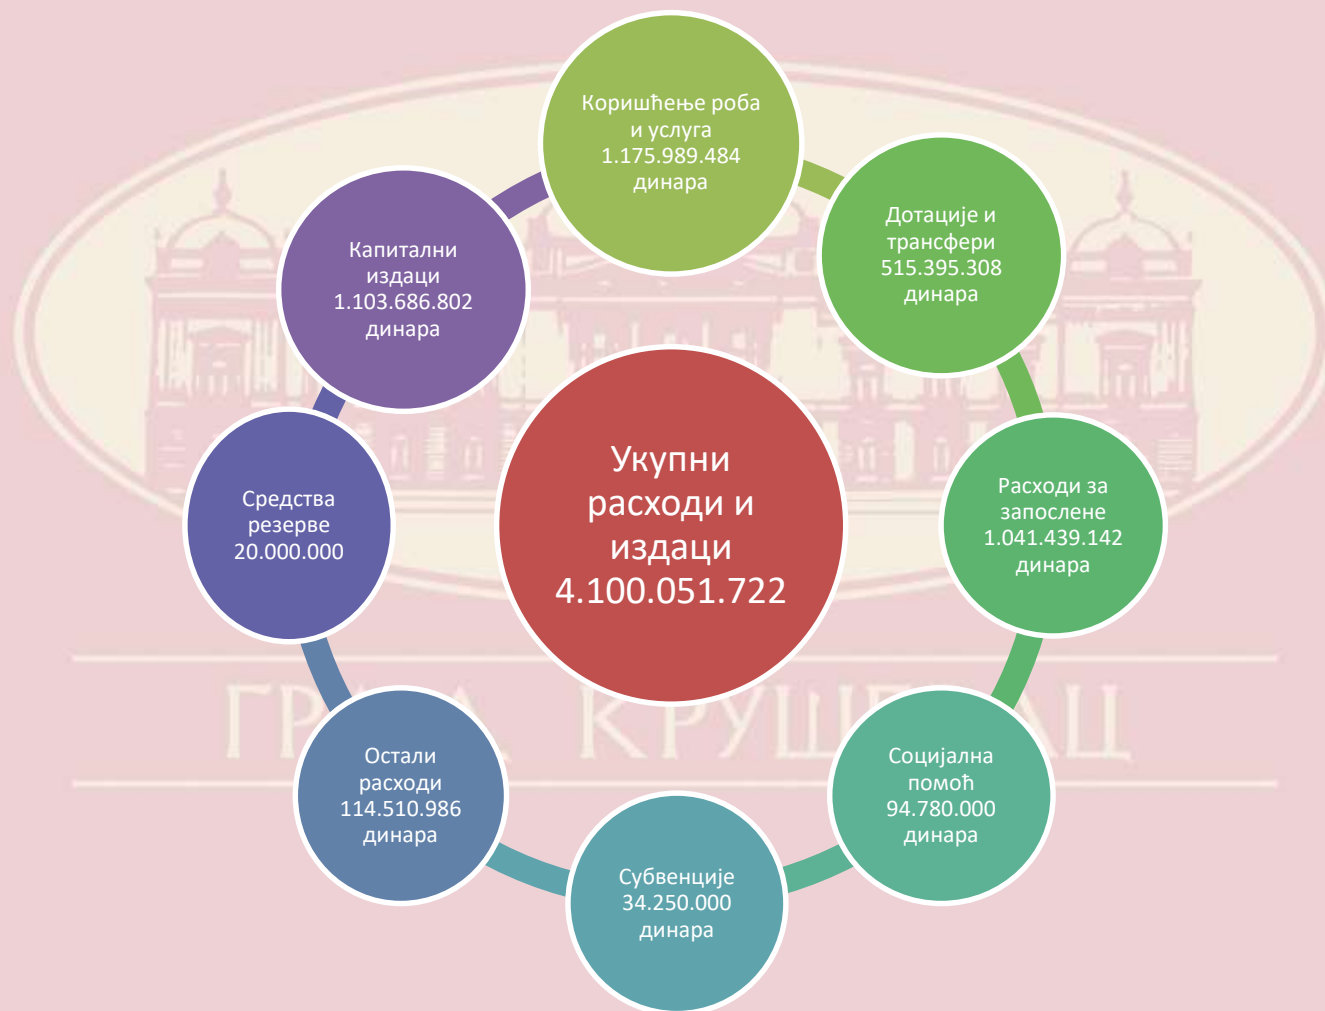 Коришћење роба
и услуга
1.175.989.484
динара
Дотације и
трансфери
515.395.308
динара
Расходи за
запослене
1.041.439.142
динара
Социјална
помоћ
94.780.000
динара
Субвенције
34.250.000
динара
Остали
расходи
114.510.986
динара
Средства
резерве
20.000.000
Капитални
издаци
1.103.686.802
динара
Укупни
расходи и
издаци
4.100.051.722